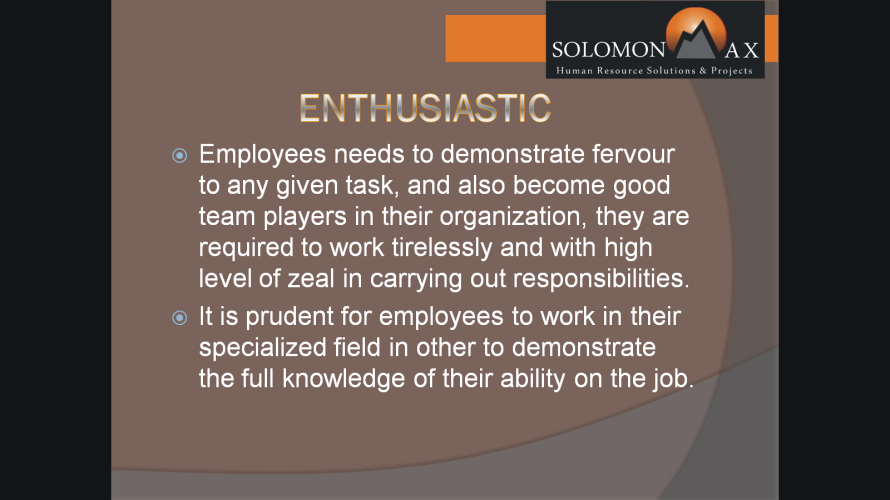 SOLOMON AX
Human Resource Solutions & Projects
ENTHUSIASTIC
Employees needs to demonstrate fervour
to any given task, and also become good
team players in their organization, they are
required to work tirelessly and with high
level of zeal in carrying out responsibilities.
It is prudent for employees to work in their
specialized field in other to demonstrate
the full knowledge of their ability on the job.